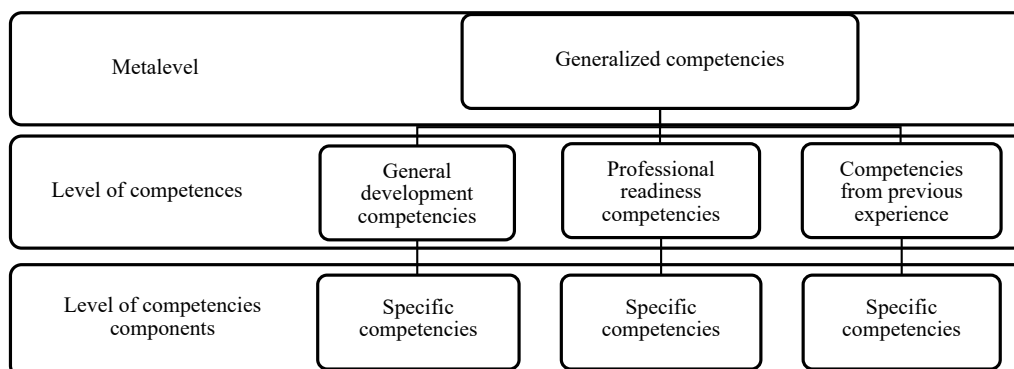 Metalevel
Generalized competencies
Level of competences
General
development
competencies
Professional
readiness
competencies
Competencies
from previous
experience
Level of competencies
components
Specific
competencies
Specific
competencies
Specific
competencies